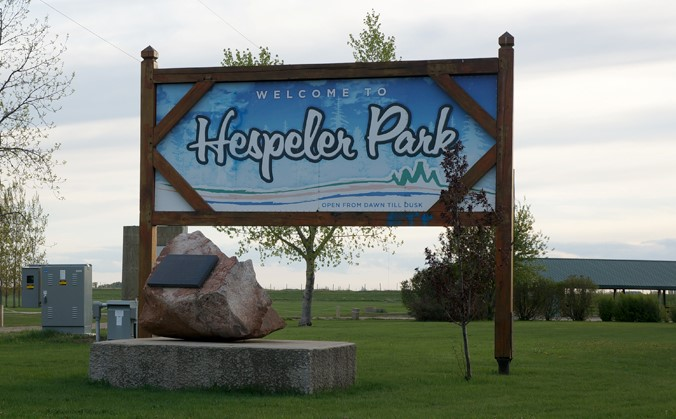 WELCOME TO
Hespeler Park
OPEN FROM DAWN TILL DUSK